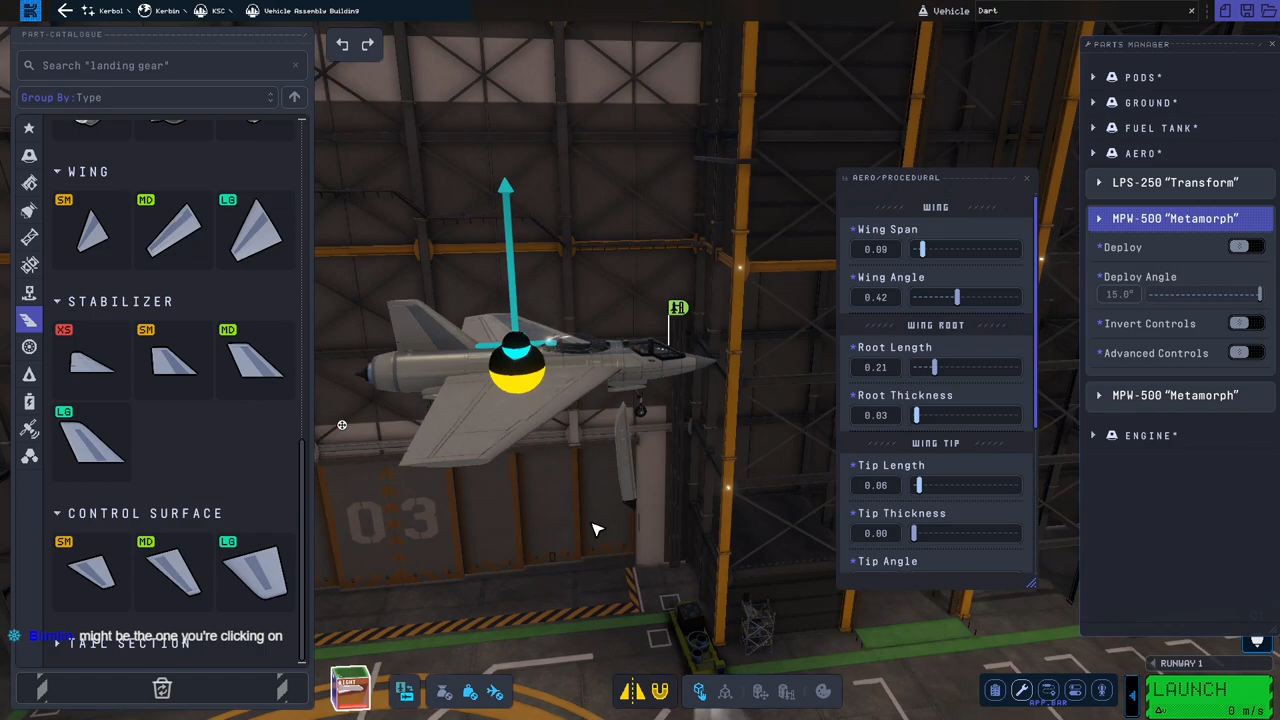 Kerbol
Kerbin
KSC
Vehicle Assembly Building
Vehicle
Dart
PART-CATALOGUE
Search "landing gear"
Group By: Type
WING
SM
MD
LG
STABILIZER
XS
SM
MD
LG
CONTROL SURFACE
SM
MD
LG
might be the one you're clicking on
TAIL SECTION
03
RIGHT
AERO/PROCEDURAL
WING
*Wing Span
0.09
*Wing Angle
0.42
WING ROOT
*Root Length
0.21
*Root Thickness
0.03
WING TIP
*Tip Length
0.06
*Tip Thickness
0.00
*Tip Angle
PARTS MANAGER
PODS*
GROUND*
FUEL TANK*
AERO*
LPS-250 "Transform"
MPW-500 "Metamorph"
*Deploy
*Deploy Angle
15.0°
*Invert Controls
*Advanced Controls
MPW-500 "Metamorph"
ENGINE*
RUNWAY 1
APP.BAR
LAUNCH
Δv 0 m/s